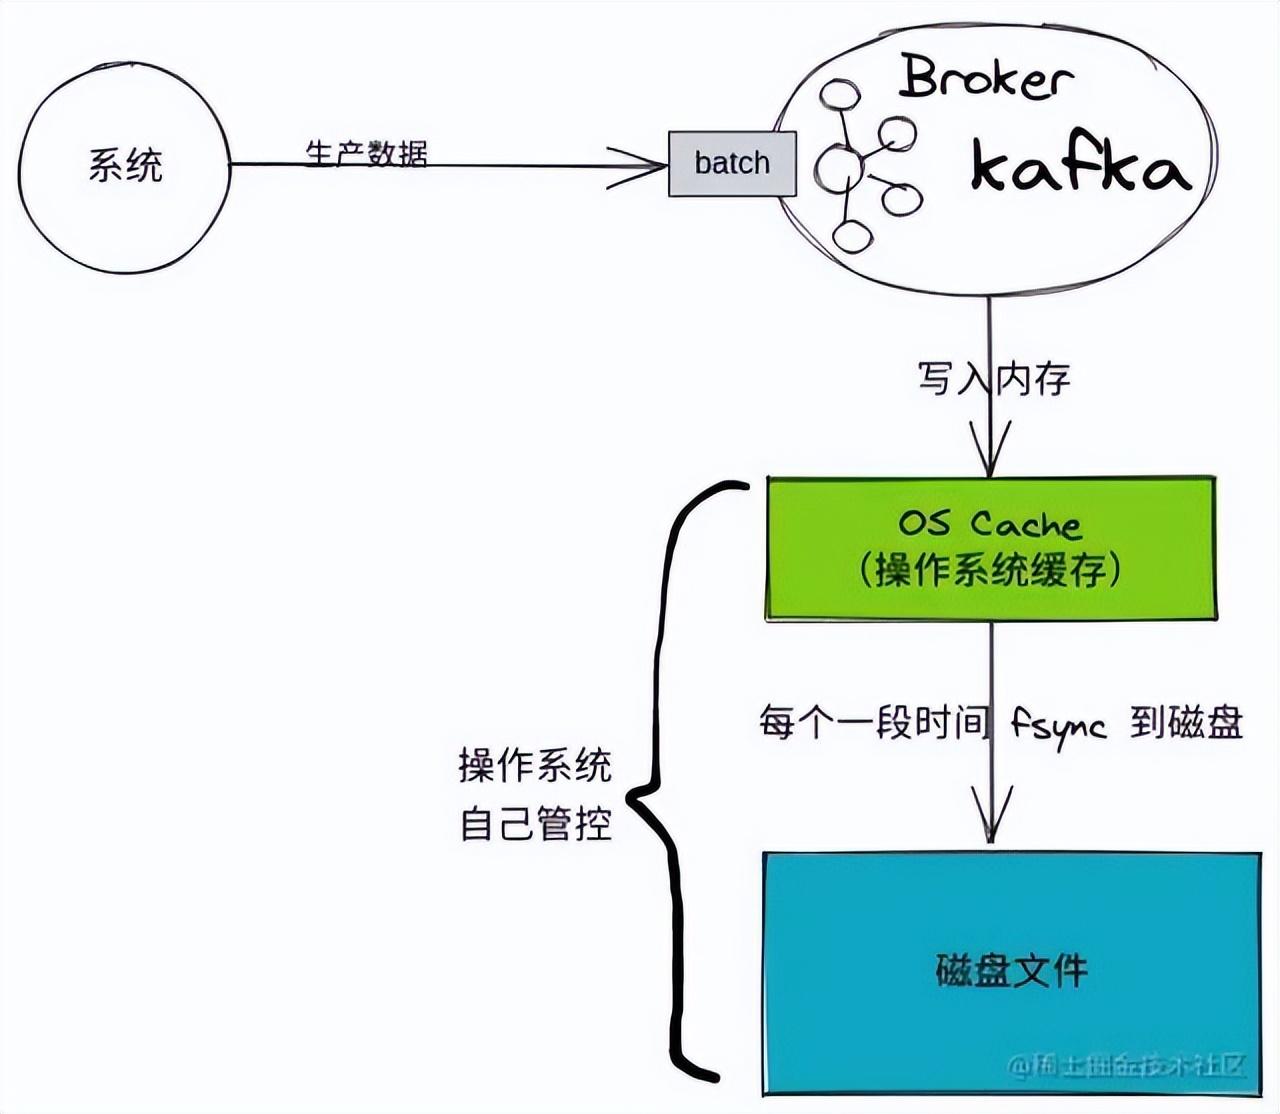 系统
生产数据
batch
Broker
kafka
写入内存
OS Cache
（操作系统缓存）
每个一段时间 fsync 到磁盘
操作系统
自己管控
磁盘文件
@稀土掘金技术社区